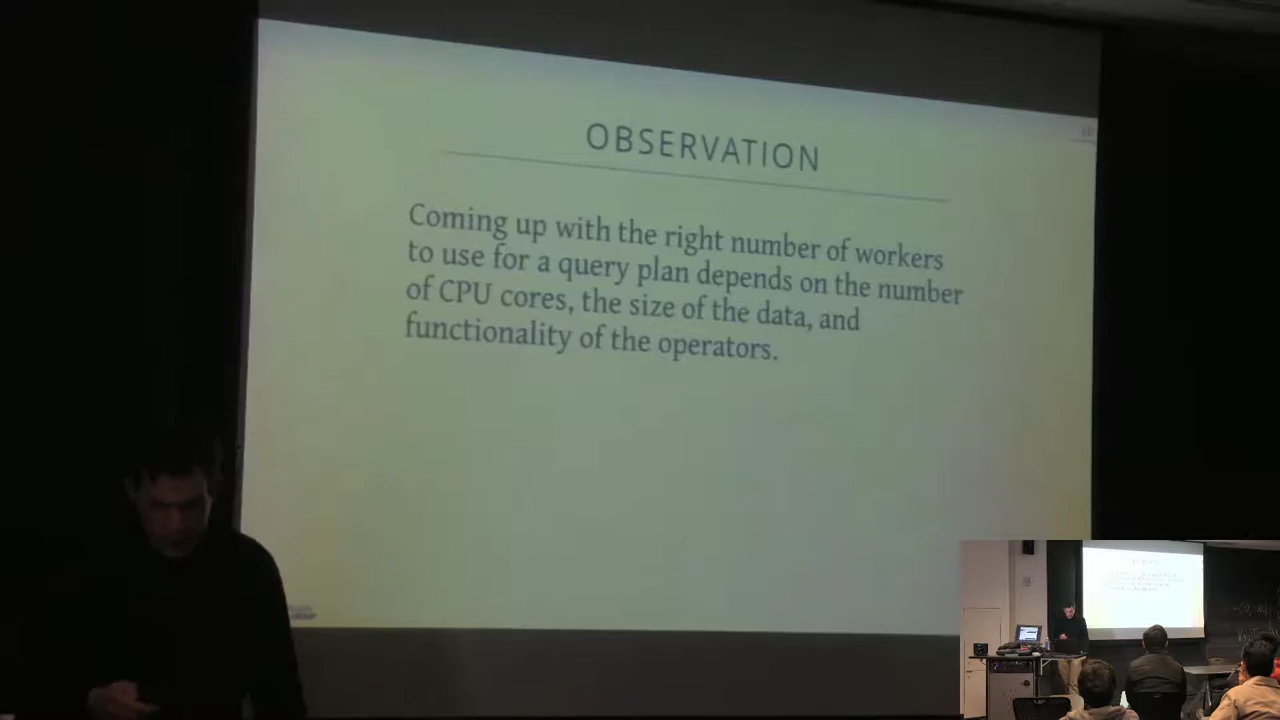 OBSERVATION
Coming up with the right number of workers
to use for a query plan depends on the number
of CPU cores, the size of the data, and
functionality of the operators.